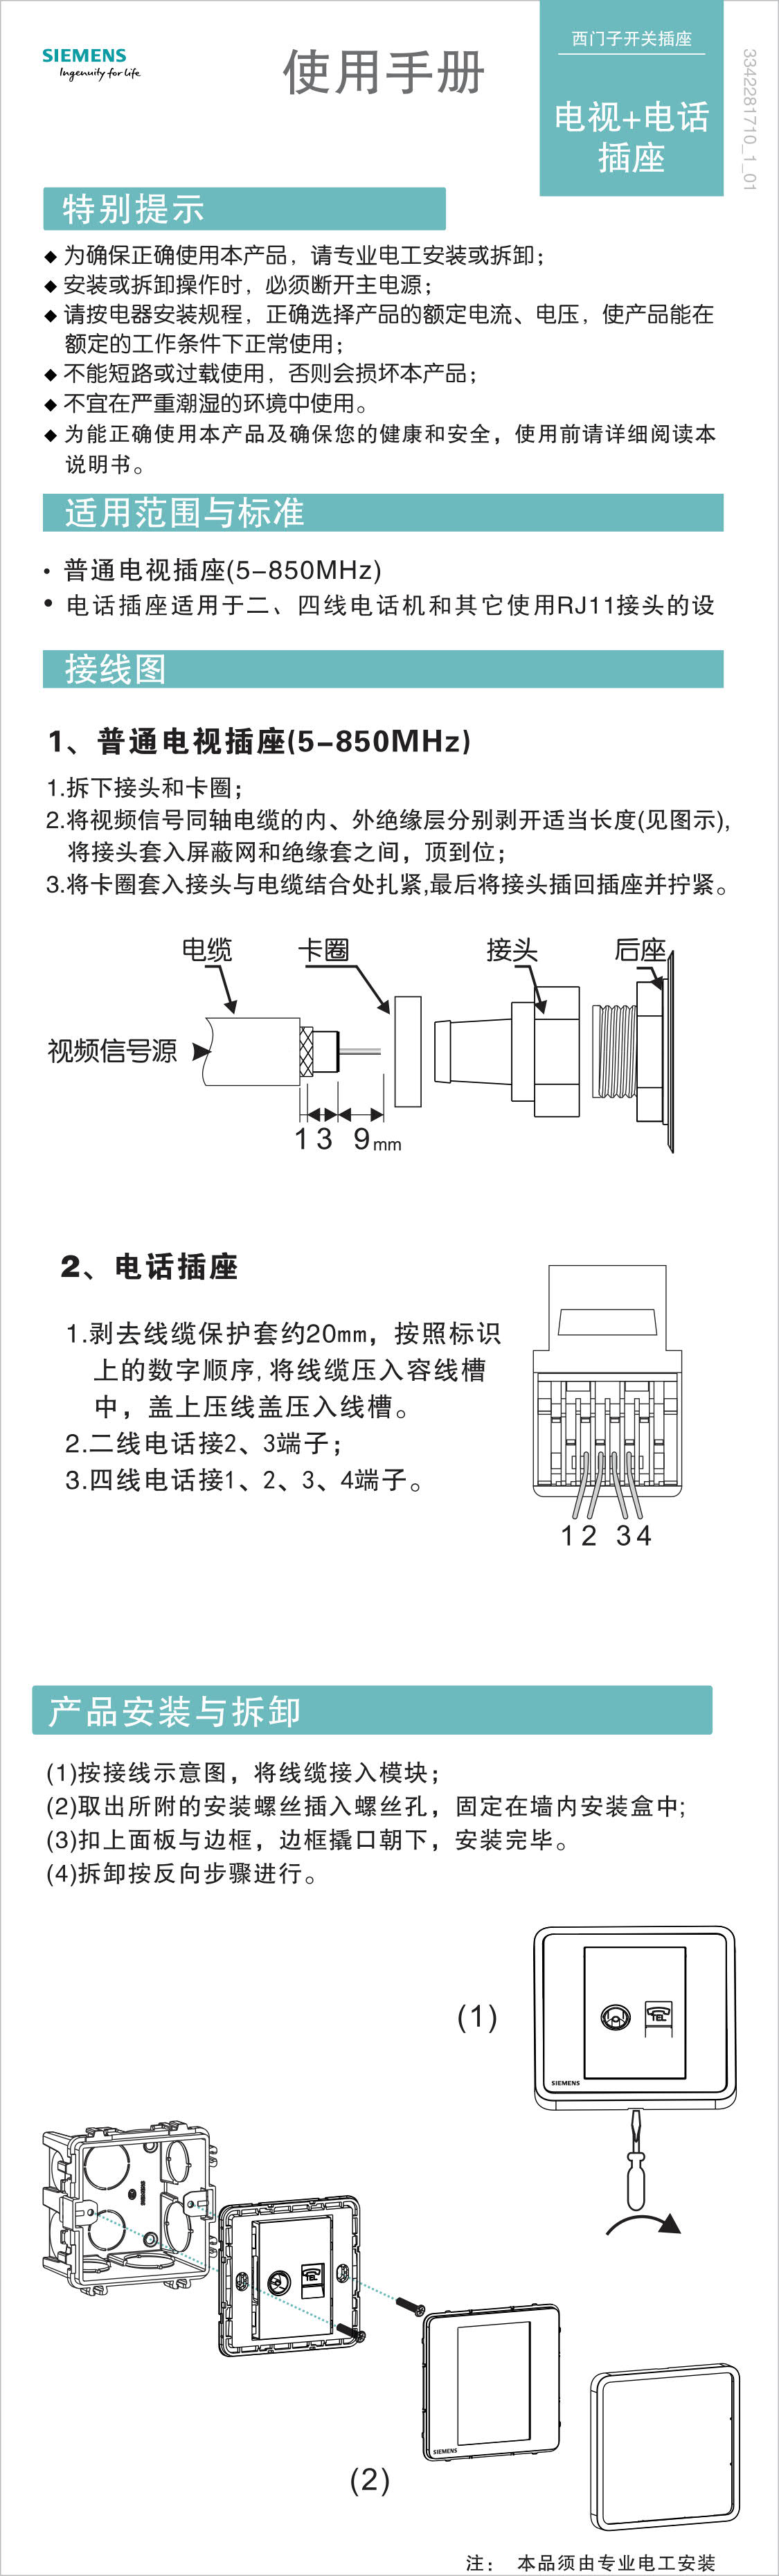 SIEMENS
Ingenuity for life
使用手册
西门子开关插座
电视+电话
插座
3342281710_1_01
特别提示
◆ 为确保正确使用本产品，请专业电工安装或拆卸；
◆ 安装或拆卸操作时，必须断开主电源；
◆ 请按电器安装规程，正确选择产品的额定电流、电压，使产品能在
额定的工作条件下正常使用；
◆ 不能短路或过载使用，否则会损坏本产品；
◆ 不宜在严重潮湿的环境中使用。
◆ 为能正确使用本产品及确保您的健康和安全，使用前请详细阅读本
说明书。
适用范围与标准
• 普通电视插座(5-850MHz)
• 电话插座适用于二、四线电话机和其它使用RJ11接头的设
接线图
1、普通电视插座(5-850MHz)
1.拆下接头和卡圈；
2.将视频信号同轴电缆的内、外绝缘层分别剥开适当长度(见图示),
将接头套入屏蔽网和绝缘套之间，顶到位；
3.将卡圈套入接头与电缆结合处扎紧,最后将接头插回插座并拧紧。
电缆 卡圈 接头 后座
视频信号源
1 3 9mm
2、电话插座
1.剥去线缆保护套约20mm，按照标识
上的数字顺序,将线缆压入容线槽
中，盖上压线盖压入线槽。
2.二线电话接2、3端子；
3.四线电话接1、2、3、4端子。
1 2 3 4
产品安装与拆卸
(1)按接线示意图，将线缆接入模块；
(2)取出所附的安装螺丝插入螺丝孔，固定在墙内安装盒中;
(3)扣上面板与边框，边框撬口朝下，安装完毕。
(4)拆卸按反向步骤进行。
(1)
TEL
SIEMENS
SIEMENS
TEL
SIEMENS
(2)
注： 本品须由专业电工安装